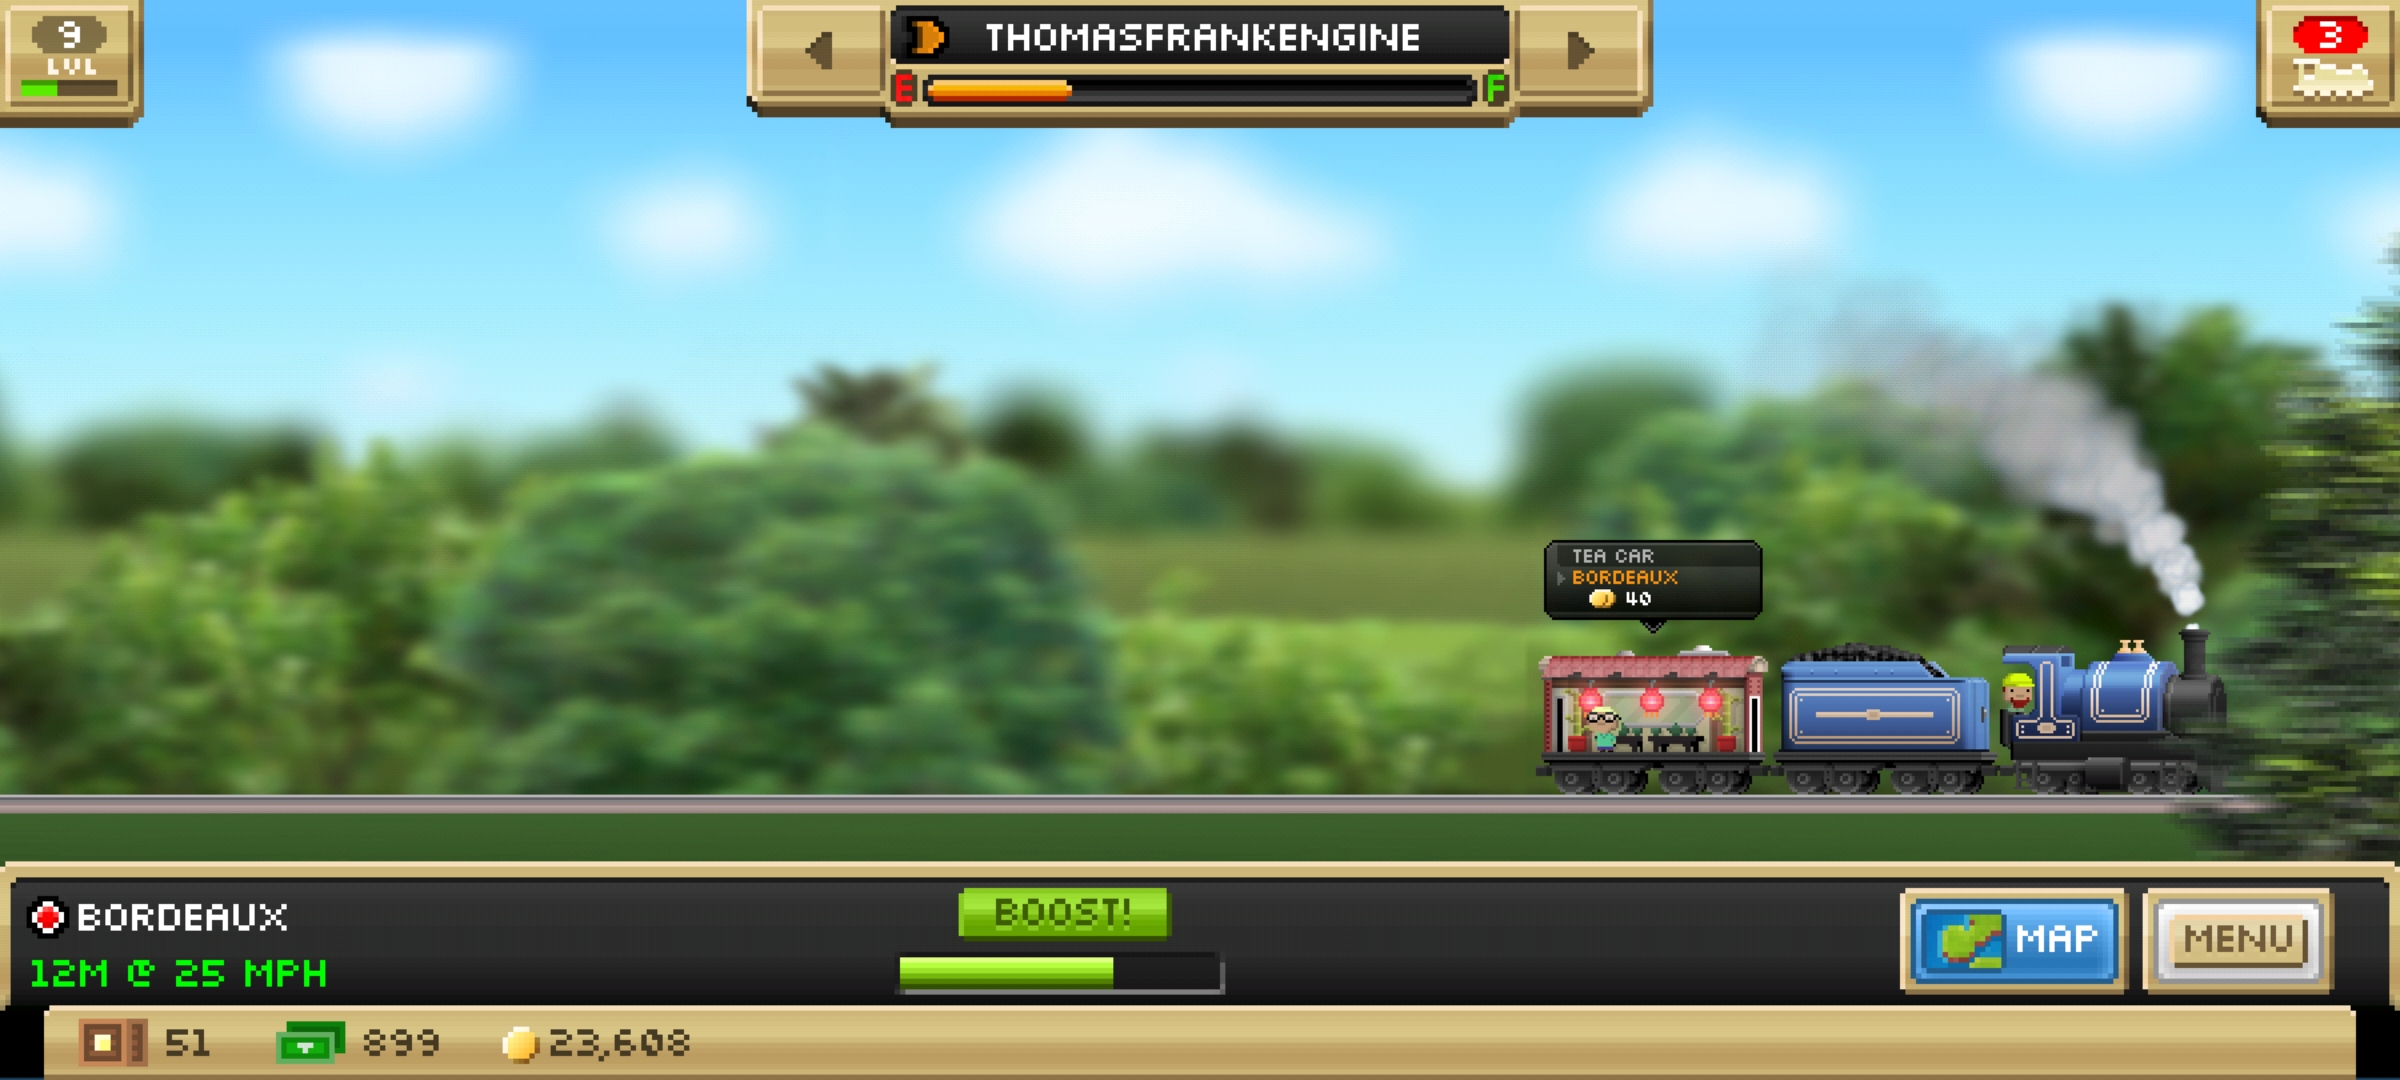 9
LVL
THOMASFRANKENGINE
E F
3
TEA CAR
BORDEAUX
40
BORDEAUX
12M @ 25 MPH
BOOST!
MAP
MENU
51 899 23,608